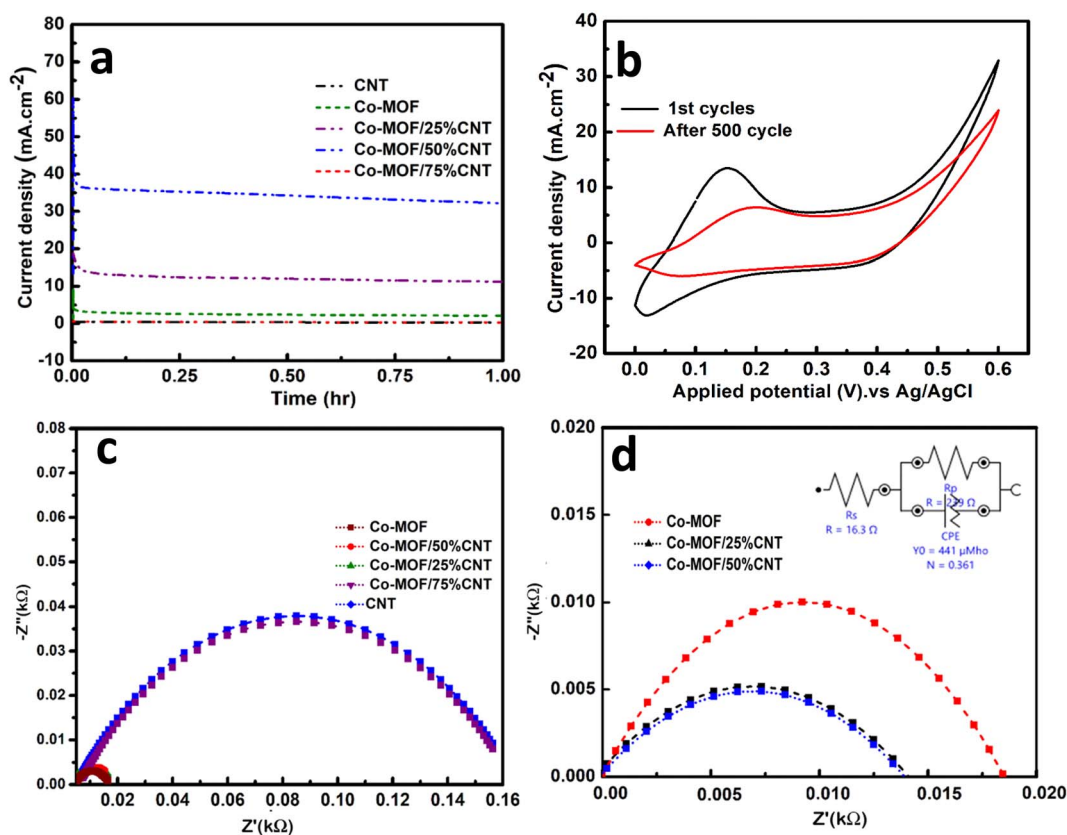 a
CNT
Co-MOF
Co-MOF/25%CNT
Co-MOF/50%CNT
Co-MOF/75%CNT
Current density (mA.cm⁻²)
80
70
60
50
40
30
20
10
0
-10
0.00
0.25
0.50
0.75
1.00
Time (hr)
b
1st cycles
After 500 cycle
Current density (mA.cm⁻²)
40
30
20
10
0
-10
-20
0.0
0.1
0.2
0.3
0.4
0.5
0.6
Applied potential (V).vs Ag/AgCl
c
Co-MOF
Co-MOF/50%CNT
Co-MOF/25%CNT
Co-MOF/75%CNT
CNT
-Z"(kΩ)
0.08
0.07
0.06
0.05
0.04
0.03
0.02
0.01
0.00
0.02
0.04
0.06
0.08
0.10
0.12
0.14
0.16
Z'(kΩ)
d
Rs
R = 16.3 Ω
Rp
CPE
Y0 = 441 µMho
N = 0.361
Co-MOF
Co-MOF/25%CNT
Co-MOF/50%CNT
-Z"(kΩ)
0.020
0.015
0.010
0.005
0.000
0.00
0.005
0.010
0.015
0.020
Z'(kΩ)